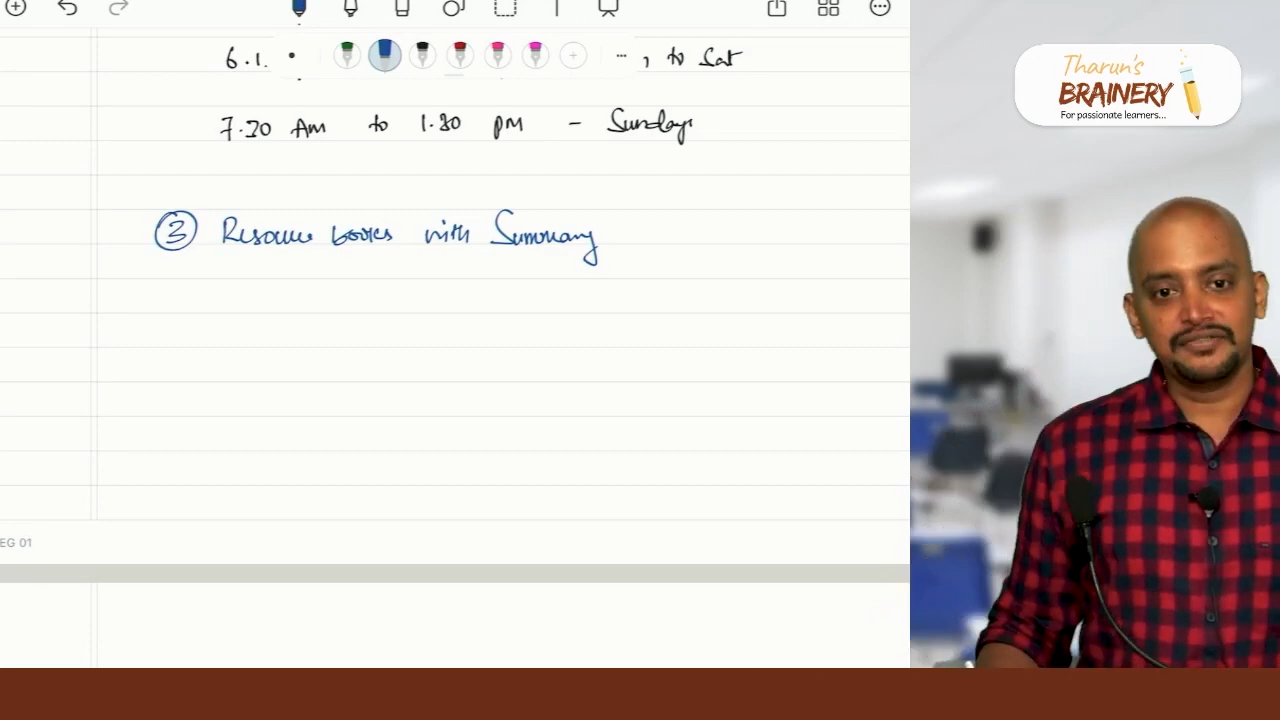 6.1. , to Sat
7.30 Am to 1.30 pm - Sundays
③ Resource books with Summary
EG 01
Tharun's
BRAINERY
For passionate learners...